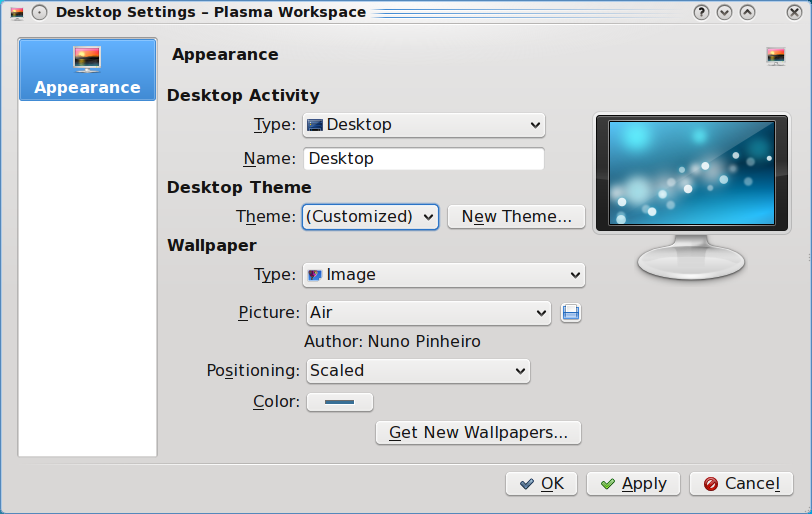 Desktop Settings – Plasma Workspace
Appearance
Appearance
Desktop Activity
Type: Desktop
Name: Desktop
Desktop Theme
Theme: (Customized) New Theme...
Wallpaper
Type: Image
Picture: Air
Author: Nuno Pinheiro
Positioning: Scaled
Color:
Get New Wallpapers...
OK Apply Cancel